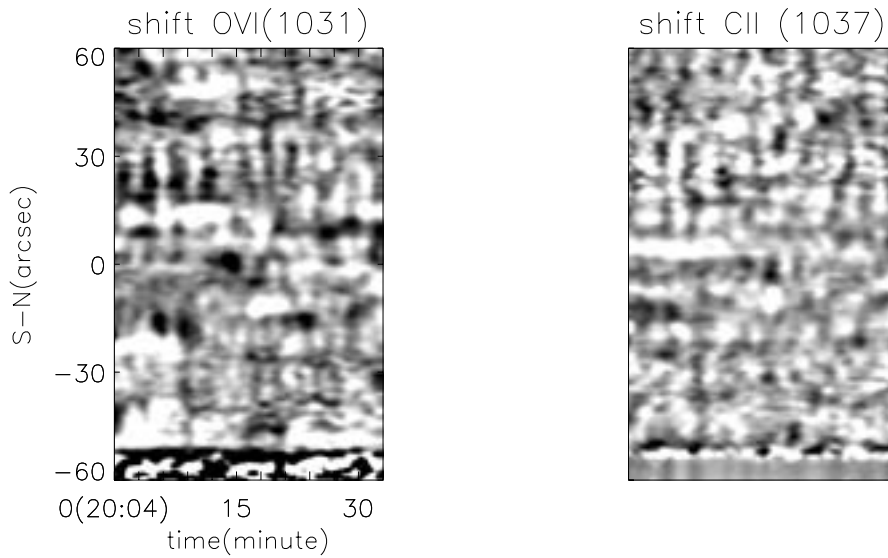 shift OVI(1031)
shift CII (1037)
60
30
0
−30
−60
S−N(arcsec)
0(20:04) 15 30
time(minute)